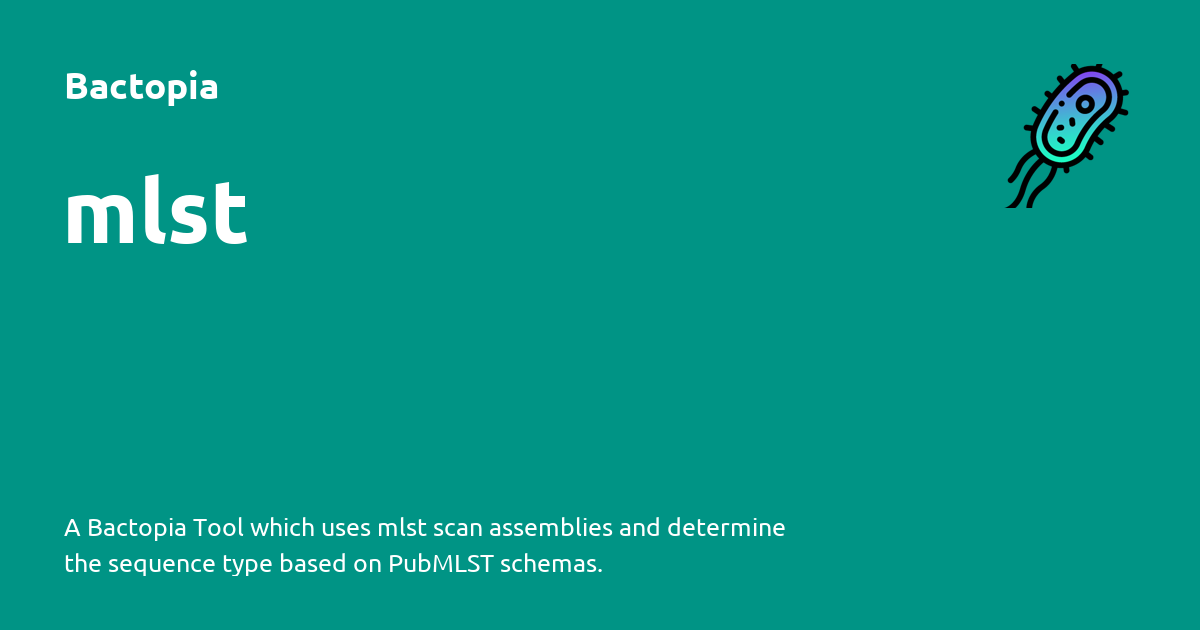 Bactopia
mlst
A Bactopia Tool which uses mlst scan assemblies and determine
the sequence type based on PubMLST schemas.